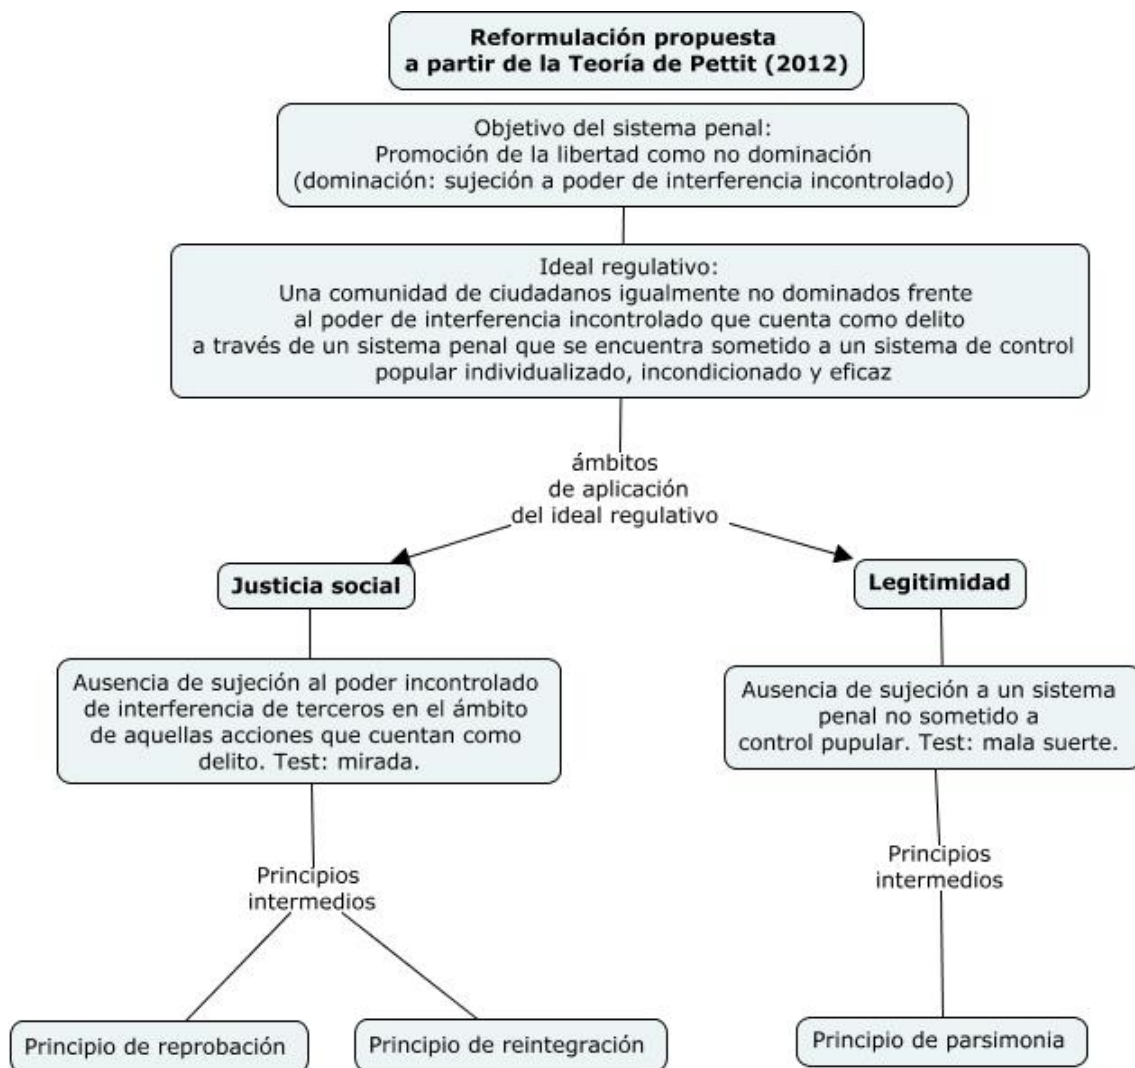 Reformulación propuesta
a partir de la Teoría de Pettit (2012)
Objetivo del sistema penal:
Promoción de la libertad como no dominación
(dominación: sujeción a poder de interferencia incontrolado)
Ideal regulativo:
Una comunidad de ciudadanos igualmente no dominados frente
al poder de interferencia incontrolado que cuenta como delito
a través de un sistema penal que se encuentra sometido a un sistema de control
popular individualizado, incondicionado y eficaz
ámbitos
de aplicación
del ideal regulativo
Justicia social
Ausencia de sujeción al poder incontrolado
de interferencia de terceros en el ámbito
de aquellas acciones que cuentan como
delito. Test: mirada.
Principios
intermedios
Principio de reprobación
Principio de reintegración
Legitimidad
Ausencia de sujeción a un sistema
penal no sometido a
control pupular. Test: mala suerte.
Principios
intermedios
Principio de parsimonia